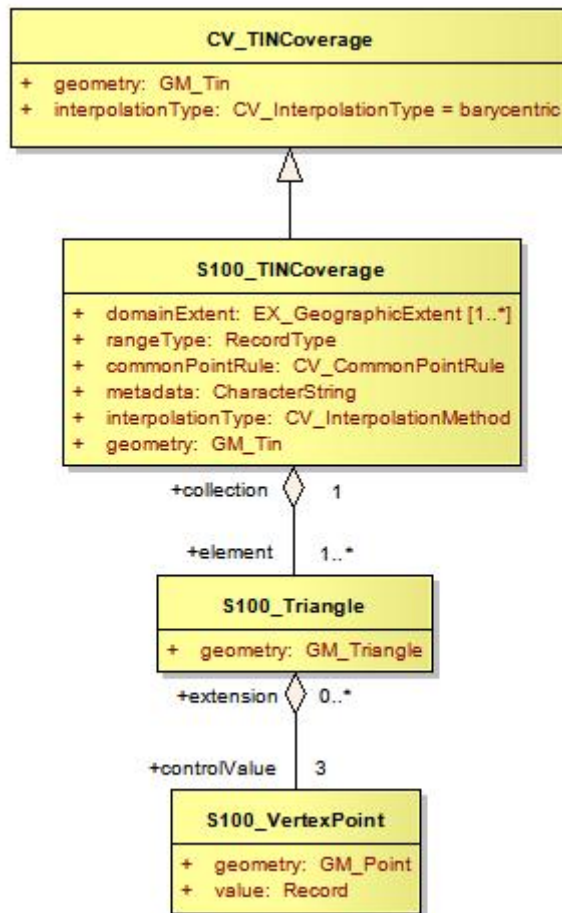 CV_TINCoverage
+ geometry: GM_Tin
+ interpolationType: CV_InterpolationType = barycentric
S100_TINCoverage
+ domainExtent: EX_GeographicExtent [1..*]
+ rangeType: RecordType
+ commonPointRule: CV_CommonPointRule
+ metadata: CharacterString
+ interpolationType: CV_InterpolationMethod
+ geometry: GM_Tin
+collection 1
+element 1..*
S100_Triangle
+ geometry: GM_Triangle
+extension 0..*
+controlValue 3
S100_VertexPoint
+ geometry: GM_Point
+ value: Record